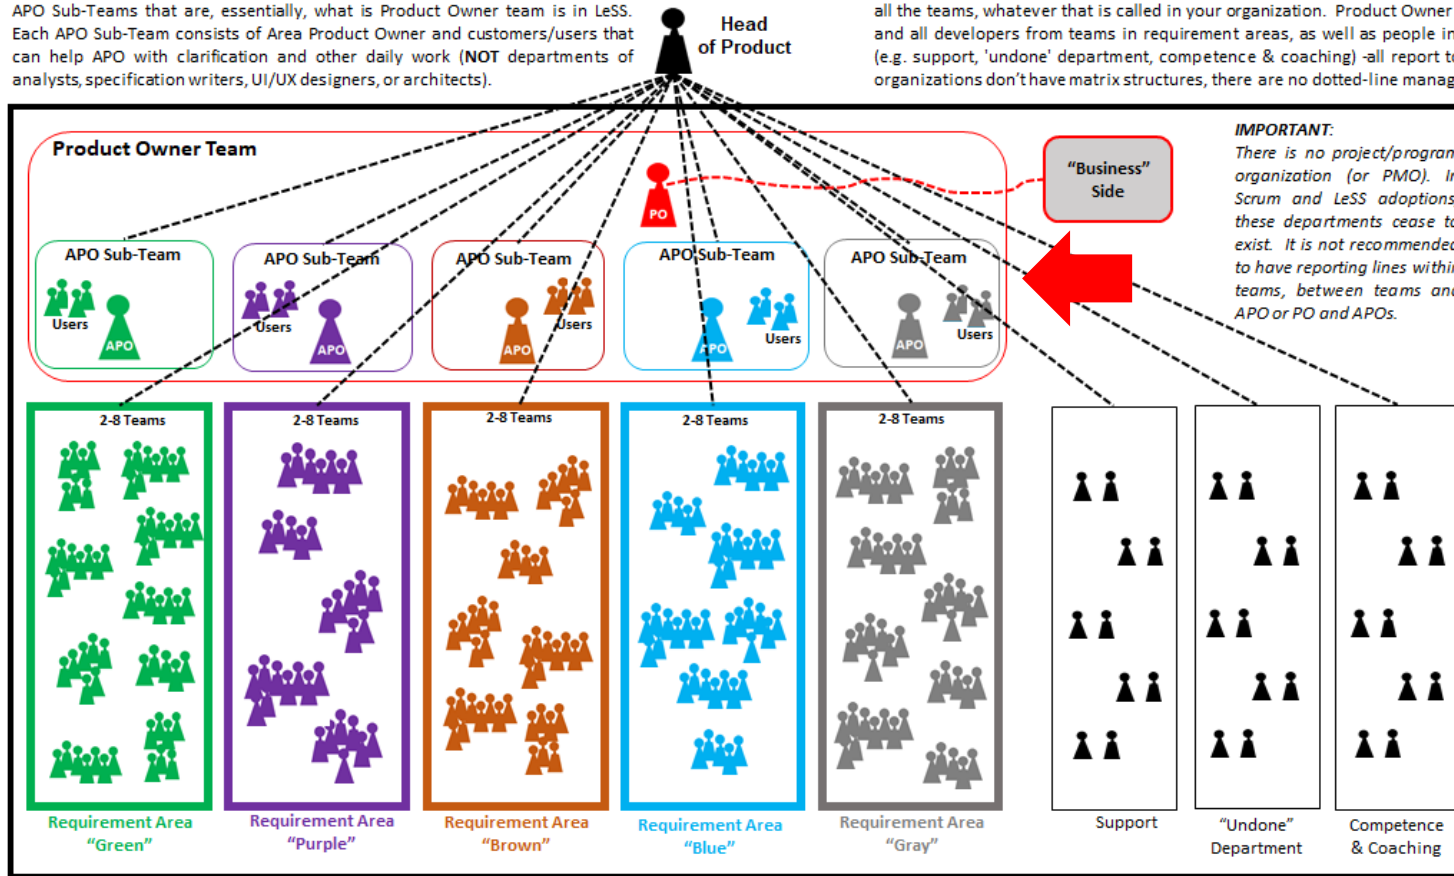 APO Sub-Teams that are, essentially, what is Product Owner team is in LeSS.
Each APO Sub-Team consists of Area Product Owner and customers/users that
can help APO with clarification and other daily work (NOT departments of
analysts, specification writers, UI/UX designers, or architects).
Head
of Product
all the teams, whatever that is called in your organization. Product Owner
and all developers from teams in requirement areas, as well as people in
(e.g. support, 'undone' department, competence & coaching) -all report to
organizations don't have matrix structures, there are no dotted-line manag
Product Owner Team
PO
"Business"
Side
IMPORTANT:
There is no project/program
organization (or PMO). In
Scrum and LeSS adoptions
these departments cease to
exist. It is not recommended
to have reporting lines within
teams, between teams and
APO or PO and APOs.
APO Sub-Team
Users
APO
APO Sub-Team
Users
APO
APO Sub-Team
Users
APO
APO Sub-Team
Users
APO
APO Sub-Team
Users
APO
2-8 Teams
2-8 Teams
2-8 Teams
2-8 Teams
2-8 Teams
Requirement Area
"Green"
Requirement Area
"Purple"
Requirement Area
"Brown"
Requirement Area
"Blue"
Requirement Area
"Gray"
Support
"Undone"
Department
Competence
& Coaching